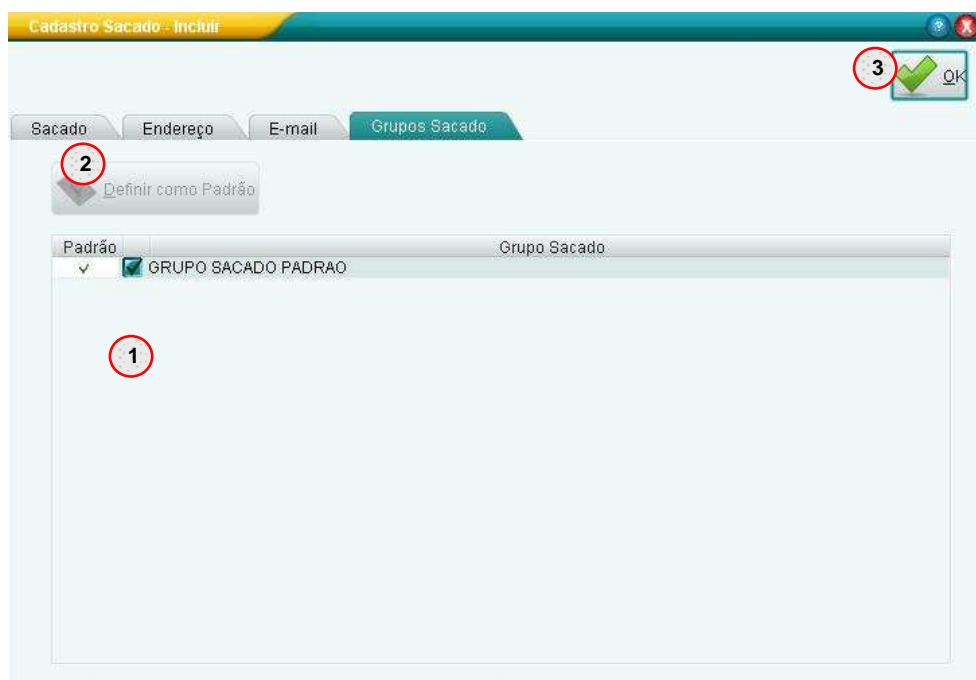 Cadastro Sacado - Incluir
3 OK
Sacado Endereço E-mail Grupos Sacado
2
Definir como Padrão
Padrão Grupo Sacado
GRUPO SACADO PADRAO
1